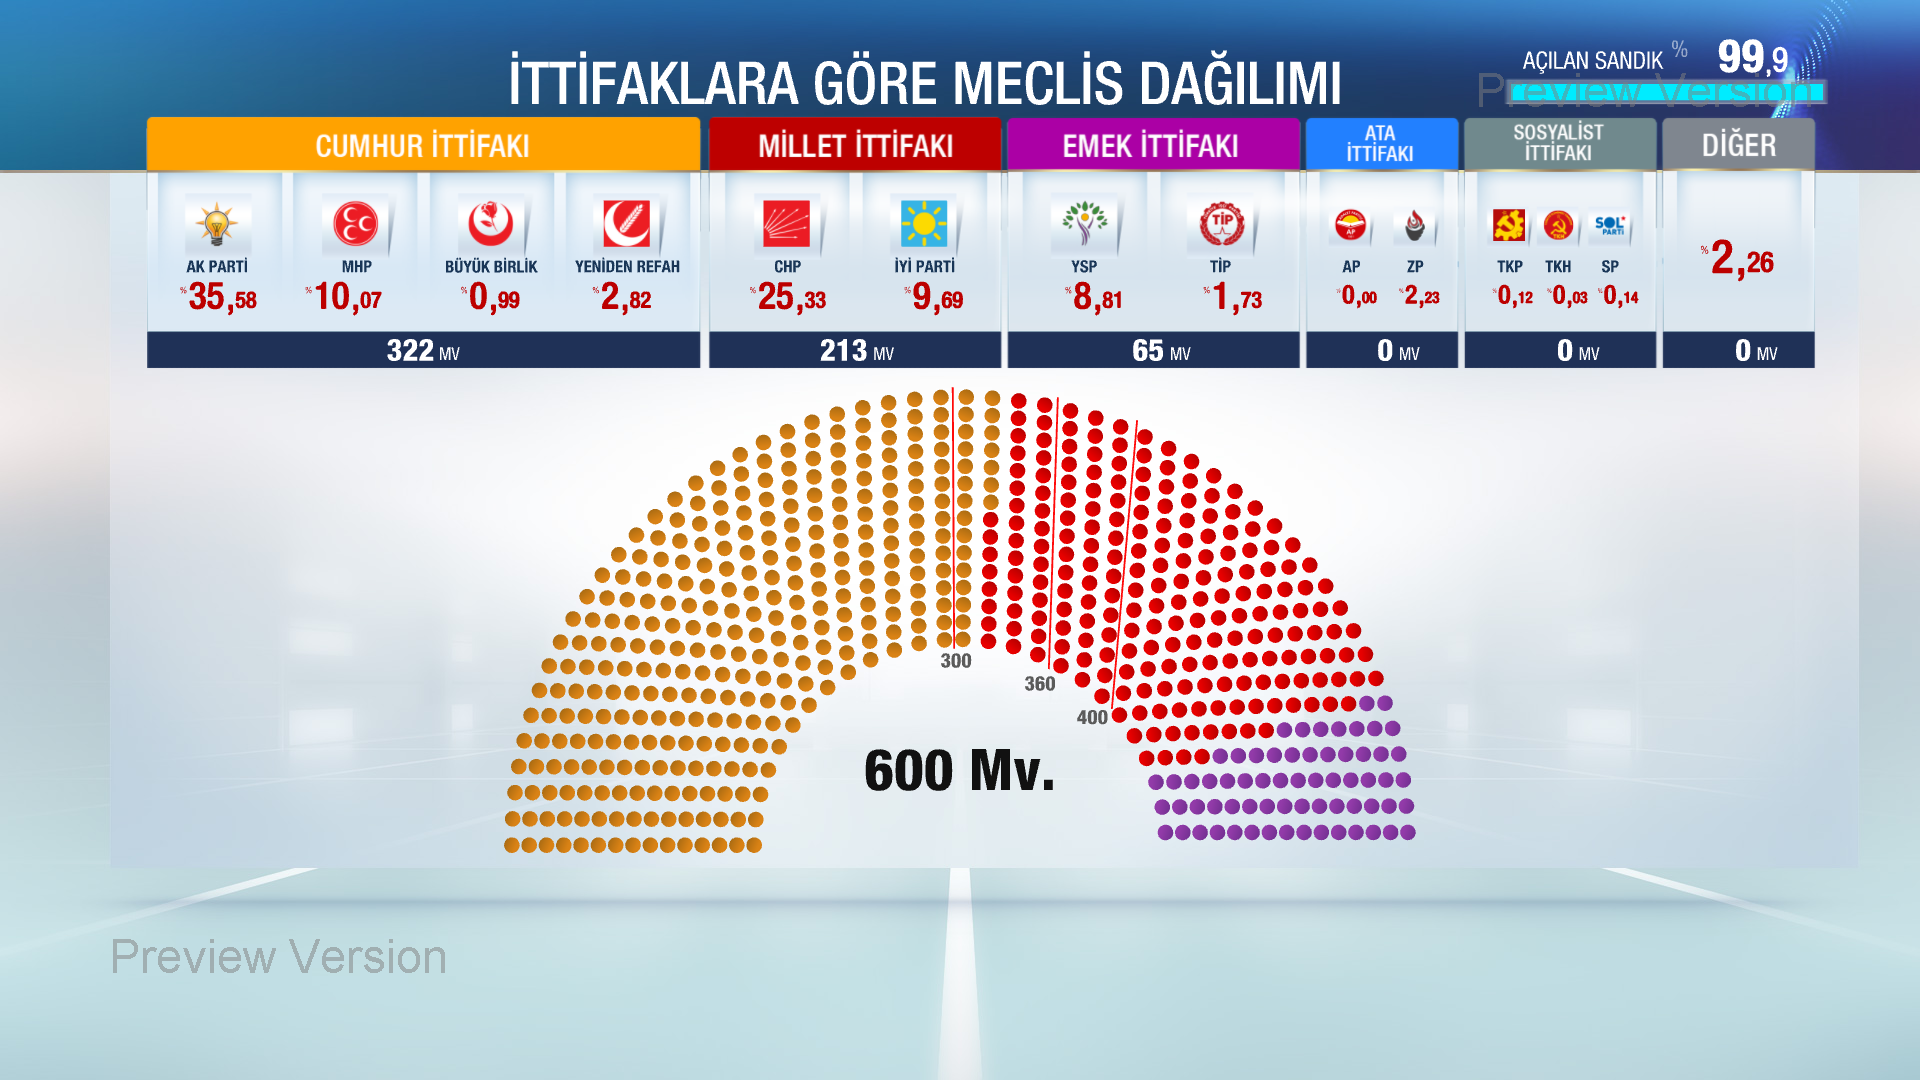 İTTİFAKLARA GÖRE MECLİS DAĞILIMI
AÇILAN SANDIK % 99,9
Preview Version
CUMHUR İTTİFAKI
AK PARTİ MHP BÜYÜK BİRLİK YENİDEN REFAH
%35,58 %10,07 %0,99 %2,82
322 MV
MİLLET İTTİFAKI
CHP İYİ PARTİ
%25,33 %9,69
213 MV
EMEK İTTİFAKI
TİP
YSP TİP
%8,81 %1,73
65 MV
ATA
İTTİFAKI
AP
AP ZP
%0,00 %2,23
0 MV
SOSYALİST
İTTİFAKI
TKH
SOL
PARTİ
TKP TKH SP
%0,12 %0,03 %0,14
0 MV
DİĞER
%2,26
0 MV
300
360
400
600 Mv.
Preview Version